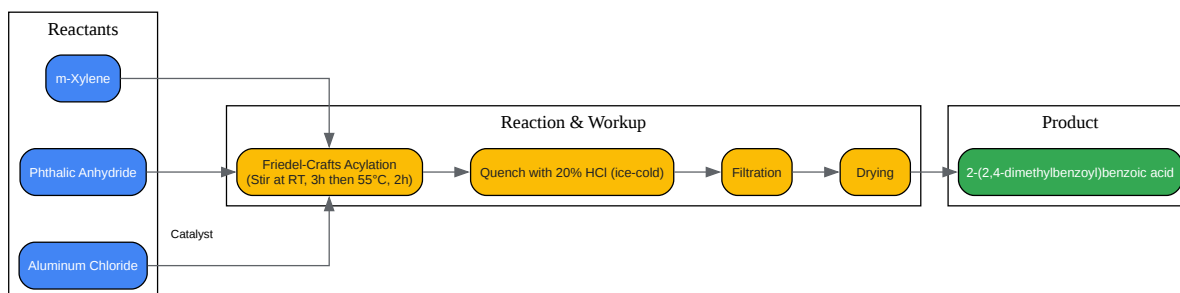 Reactants
m-Xylene
Phthalic Anhydride
Aluminum Chloride
Catalyst
Reaction & Workup
Friedel-Crafts Acylation
(Stir at RT, 3h then 55°C, 2h)
Quench with 20% HCl (ice-cold)
Filtration
Drying
Product
2-(2,4-dimethylbenzoyl)benzoic acid